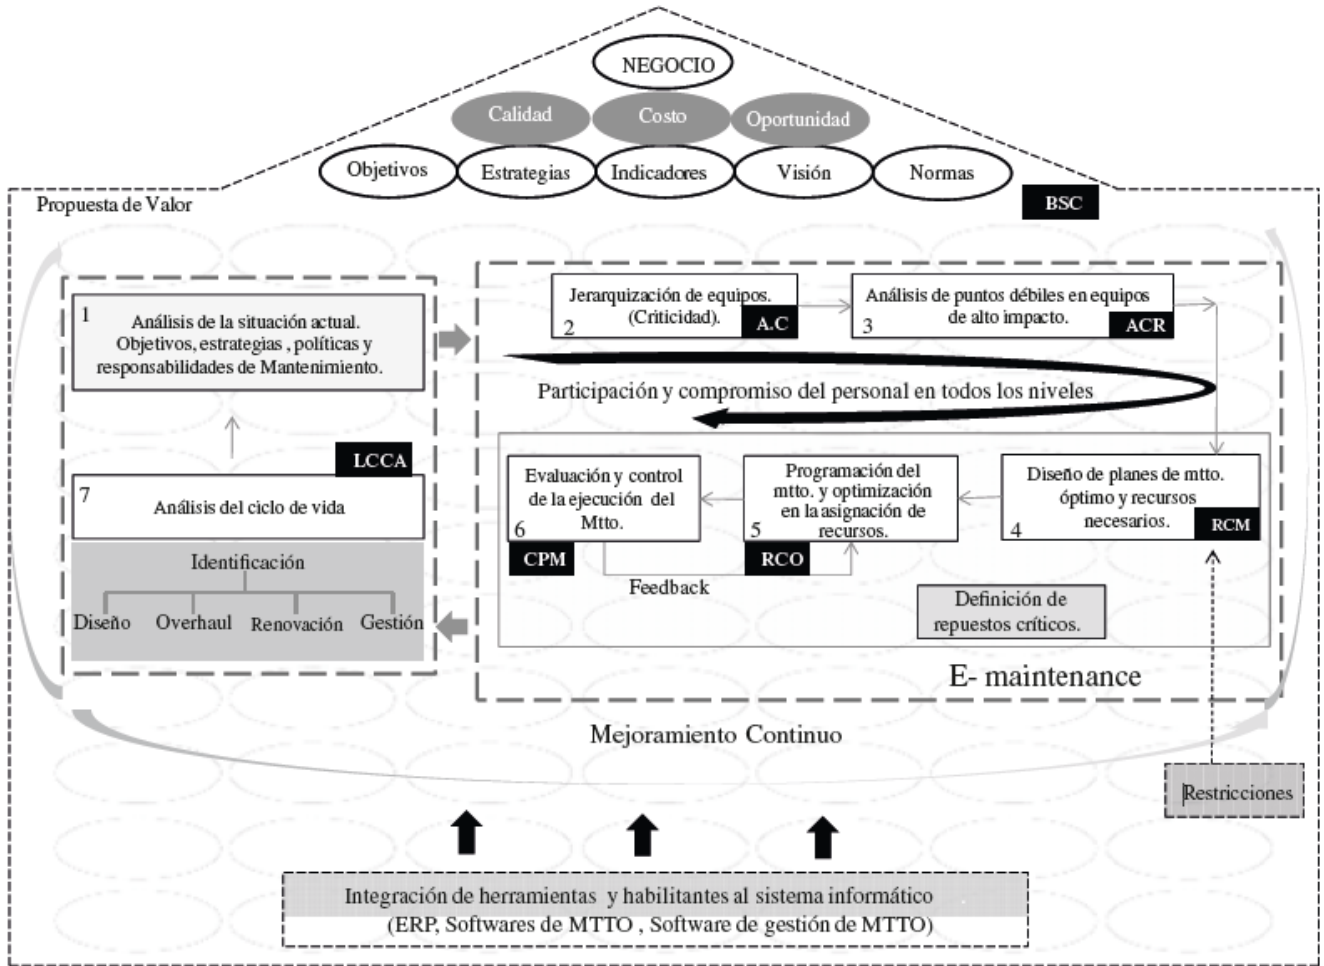 NEGOCIO
Calidad
Costo
Oportunidad
Objetivos
Estrategias
Indicadores
Visión
Normas
Propuesta de Valor
BSC
1
Análisis de la situación actual.
Objetivos, estrategias , políticas y
responsabilidades de Mantenimiento.
LCCA
7
Análisis del ciclo de vida
Identificación
Diseño
Overhaul
Renovación
Gestión
Jerarquización de equipos.
(Criticidad).
2
A.C
Análisis de puntos débiles en equipos
de alto impacto.
3
ACR
Participación y compromiso del personal en todos los niveles
Evaluación y control
de la ejecución del
Mtto.
6
CPM
Programación del
mtto. y optimización
en la asignación de
recursos.
5
RCO
Diseño de planes de mtto.
óptimo y recursos
necesarios.
4
RCM
Feedback
Definición de
repuestos críticos.
E- maintenance
Mejoramiento Continuo
Restricciones
Integración de herramientas y habilitantes al sistema informático
(ERP, Softwares de MTTO , Software de gestión de MTTO)